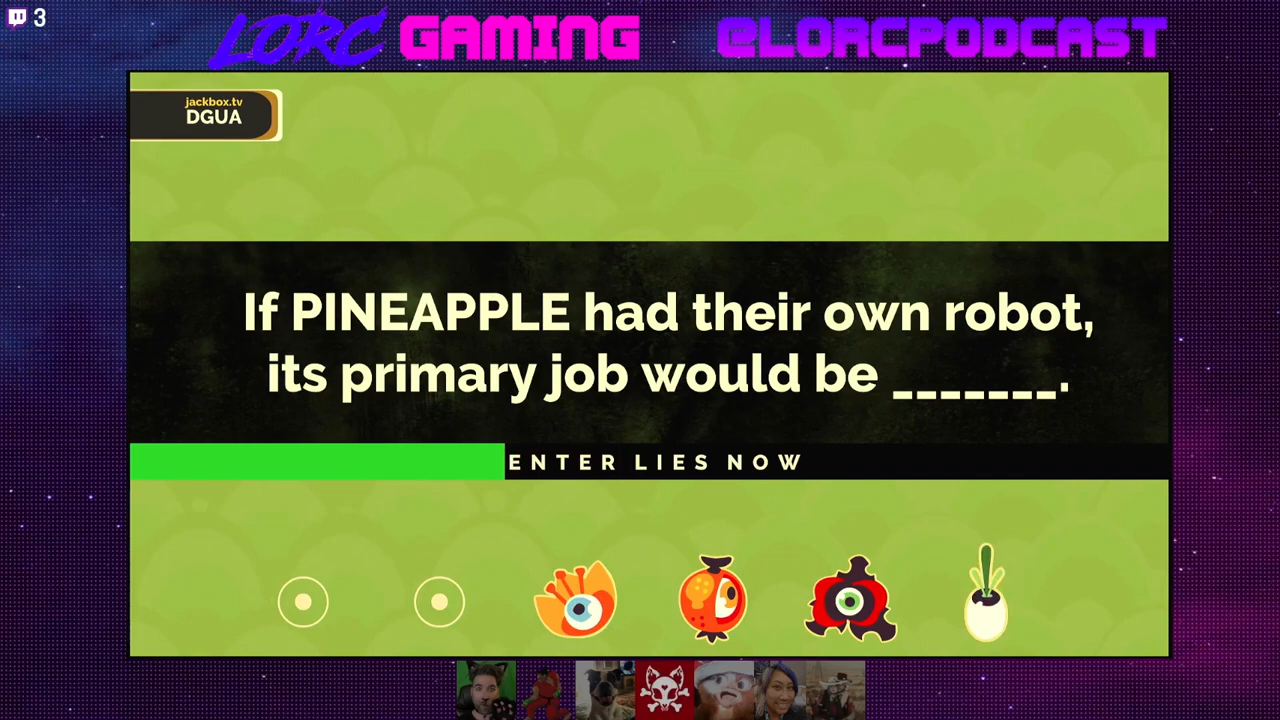 3
LORC GAMING @LORCPODCAST
jackbox.tv
DGUA
If PINEAPPLE had their own robot,
its primary job would be _______.
ENTER LIES NOW